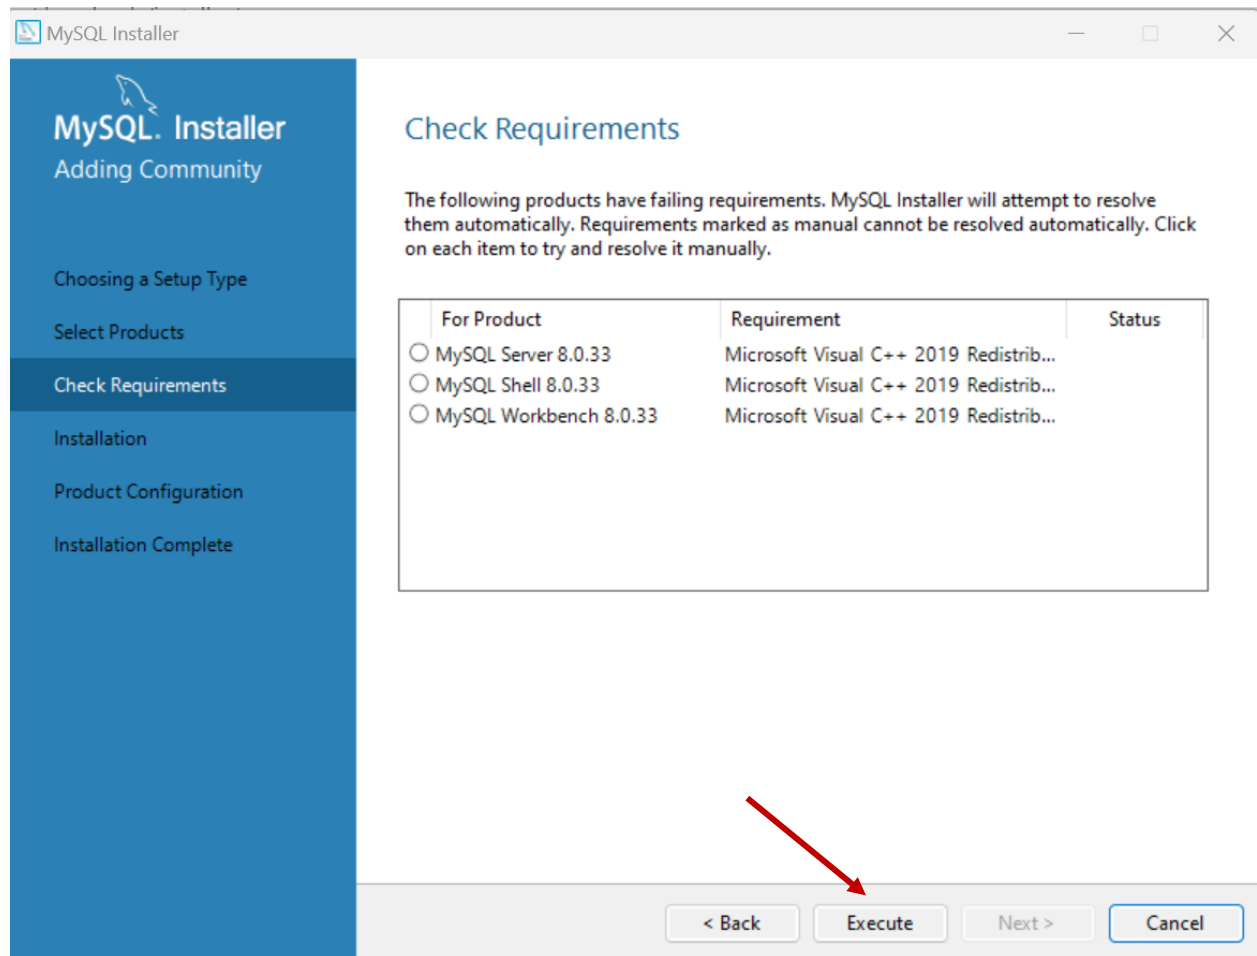 MySQL Installer
MySQL. Installer
Adding Community
Choosing a Setup Type
Select Products
Check Requirements
Installation
Product Configuration
Installation Complete
Check Requirements
The following products have failing requirements. MySQL Installer will attempt to resolve
them automatically. Requirements marked as manual cannot be resolved automatically. Click
on each item to try and resolve it manually.
For Product Requirement Status
MySQL Server 8.0.33 Microsoft Visual C++ 2019 Redistrib...
MySQL Shell 8.0.33 Microsoft Visual C++ 2019 Redistrib...
MySQL Workbench 8.0.33 Microsoft Visual C++ 2019 Redistrib...
< Back Execute Next > Cancel